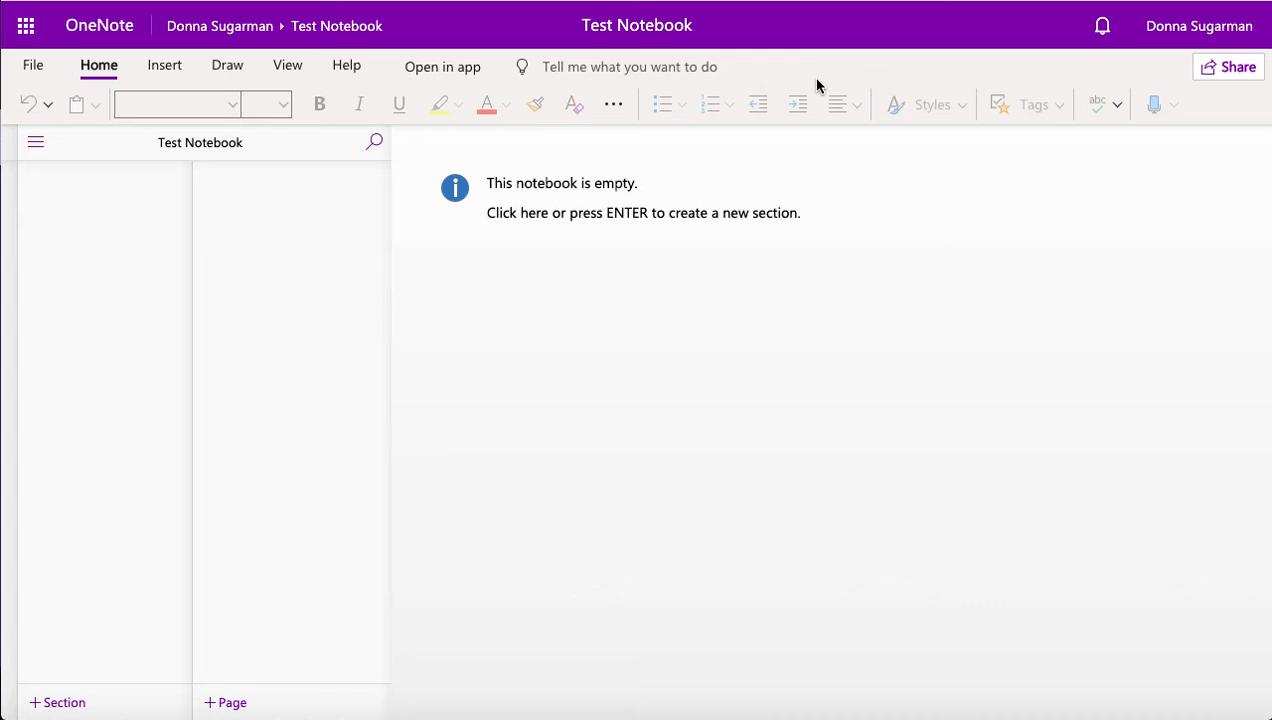 OneNote
Donna Sugarman ▸ Test Notebook
Test Notebook
Donna Sugarman
File Home Insert Draw View Help Open in app Tell me what you want to do Share
B I U A A Styles Tags abc
Test Notebook
This notebook is empty.
Click here or press ENTER to create a new section.
+ Section
+ Page